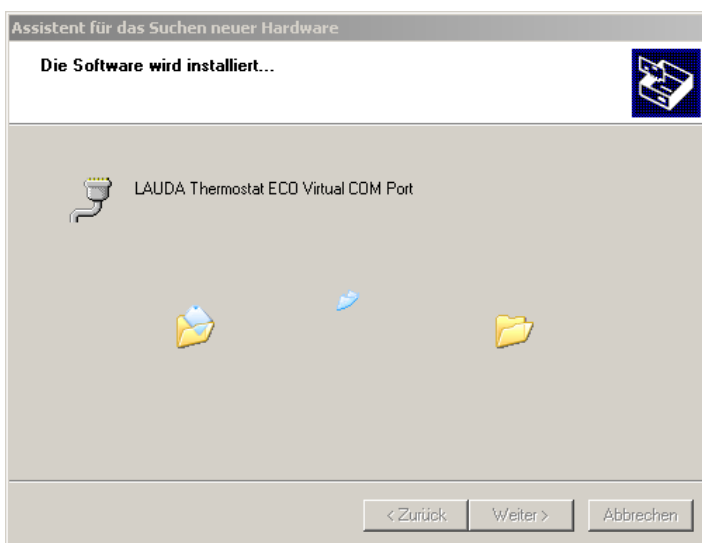 Assistent für das Suchen neuer Hardware
Die Software wird installiert...
LAUDA Thermostat ECO Virtual COM Port
< Zurück
Weiter >
Abbrechen